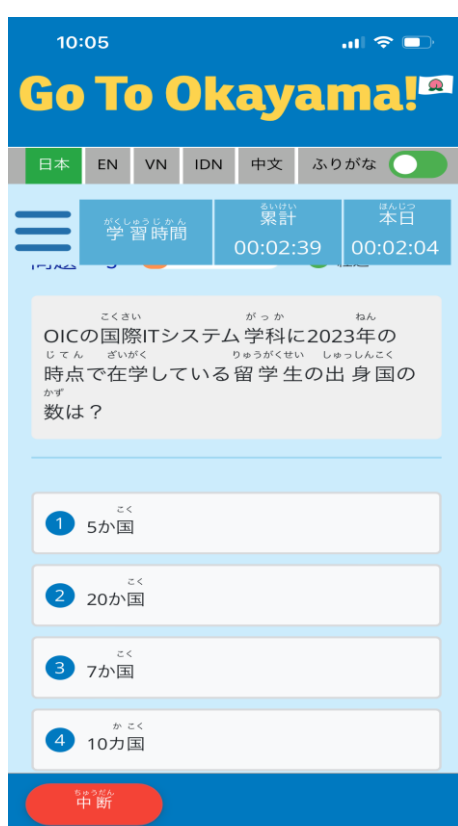 10:05
Go To Okayama!
日本 EN VN IDN 中文 ふりがな
がくしゅうじかん るいけい ほんじつ
学習時間 累計 本日
00:02:39 00:02:04
こくさい がっか ねん
OICの国際ITシステム学科に2023年の
じてん ざいがく りゅうがくせい しゅっしんこく
時点で在学している留学生の出身国の
かず
数は？
こく
1 5か国
こく
2 20か国
こく
3 7か国
か こく
4 10カ国
ちゅうだん
中断